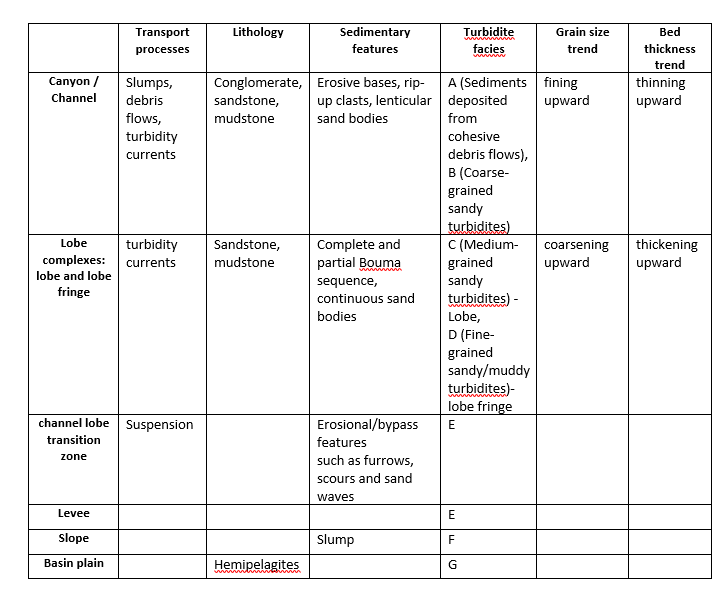 Transport processes
Lithology
Sedimentary features
Turbidite facies
Grain size trend
Bed thickness trend
Canyon / Channel
Slumps, debris flows, turbidity currents
Conglomerate, sandstone, mudstone
Erosive bases, rip-up clasts, lenticular sand bodies
A (Sediments deposited from cohesive debris flows), B (Coarse-grained sandy turbidites)
fining upward
thinning upward
Lobe complexes: lobe and lobe fringe
turbidity currents
Sandstone, mudstone
Complete and partial Bouma sequence, continuous sand bodies
C (Medium-grained sandy turbidites) - Lobe, D (Fine-grained sandy/muddy turbidites)- lobe fringe
coarsening upward
thickening upward
channel lobe transition zone
Suspension
Erosional/bypass features such as furrows, scours and sand waves
E
Levee
E
Slope
Slump
F
Basin plain
Hemipelagites
G